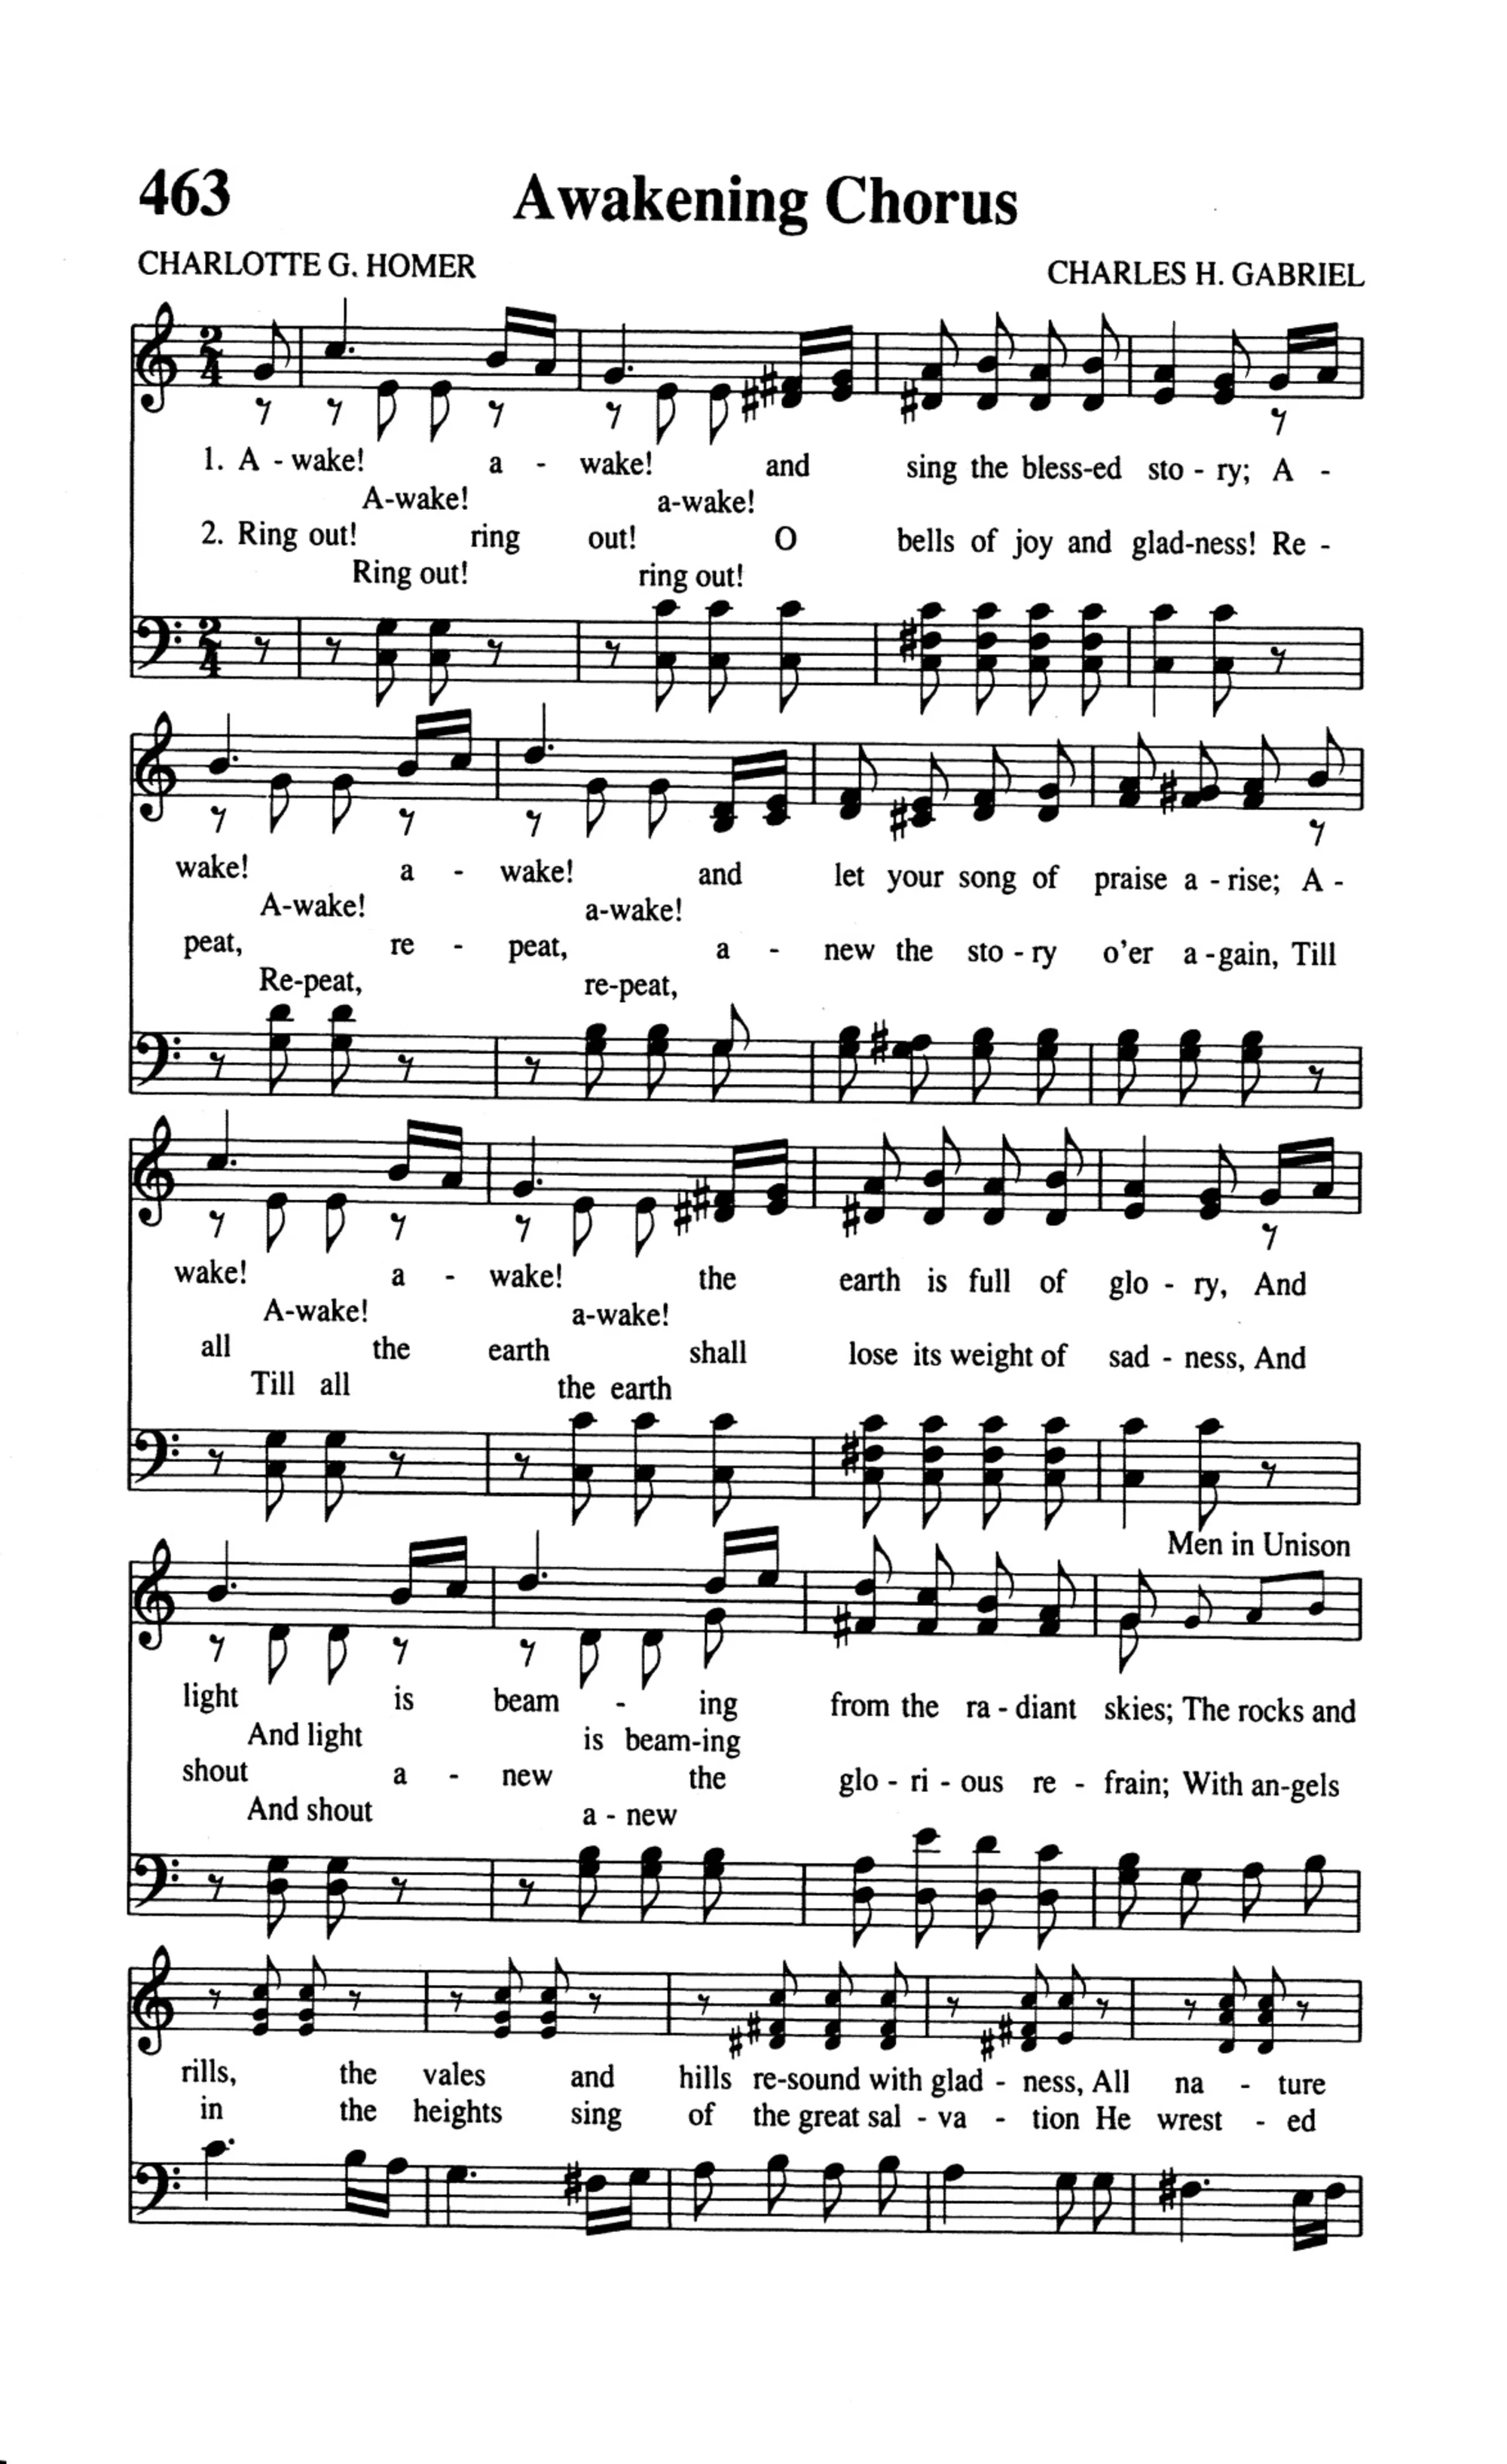 463 Awakening Chorus
CHARLOTTE G. HOMER CHARLES H. GABRIEL
1. A - wake! a - wake! and sing the bless-ed sto - ry; A -
A-wake! a-wake!
2. Ring out! ring out! O bells of joy and glad-ness! Re -
Ring out! ring out!
wake! a - wake! and let your song of praise a - rise; A -
A-wake! a-wake!
peat, re - peat, a - new the sto - ry o'er a - gain, Till
Re-peat, re-peat,
wake! a - wake! the earth is full of glo - ry, And
A-wake! a-wake!
all the earth shall lose its weight of sad - ness, And
Till all the earth
Men in Unison
light is beam - ing from the ra - diant skies; The rocks and
And light is beam-ing
shout a - new the glo - ri - ous re - frain; With an-gels
And shout a - new
rills, the vales and hills re-sound with glad - ness, All na - ture
in the heights sing of the great sal - va - tion He wrest - ed